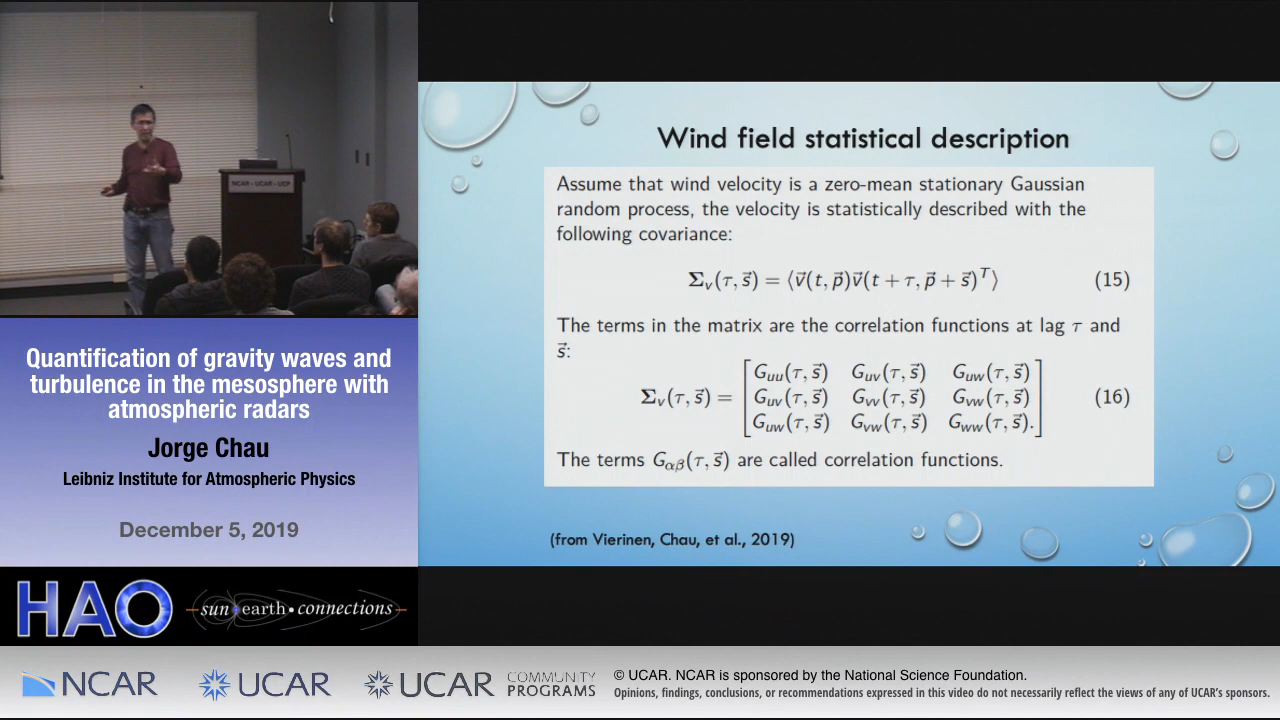 NCAR - UCAR - UCP
Quantification of gravity waves and
turbulence in the mesosphere with
atmospheric radars
Jorge Chau
Leibniz Institute for Atmospheric Physics
December 5, 2019
HAO
sun • earth • connections
Wind field statistical description
Assume that wind velocity is a zero-mean stationary Gaussian
random process, the velocity is statistically described with the
following covariance:
Σ_v(τ, s⃗) = ⟨v⃗(t, p⃗)v⃗(t + τ, p⃗ + s⃗)^T⟩ (15)
The terms in the matrix are the correlation functions at lag τ and
s⃗:
G_uu(τ, s⃗) G_uv(τ, s⃗) G_uw(τ, s⃗)
Σ_v(τ, s⃗) = G_uv(τ, s⃗) G_vv(τ, s⃗) G_vw(τ, s⃗) (16)
G_uw(τ, s⃗) G_vw(τ, s⃗) G_ww(τ, s⃗).
The terms G_αβ(τ, s⃗) are called correlation functions.
(from Vierinen, Chau, et al., 2019)
NCAR
UCAR
UCAR COMMUNITY
PROGRAMS
© UCAR. NCAR is sponsored by the National Science Foundation.
Opinions, findings, conclusions, or recommendations expressed in this video do not necessarily reflect the views of any of UCAR's sponsors.